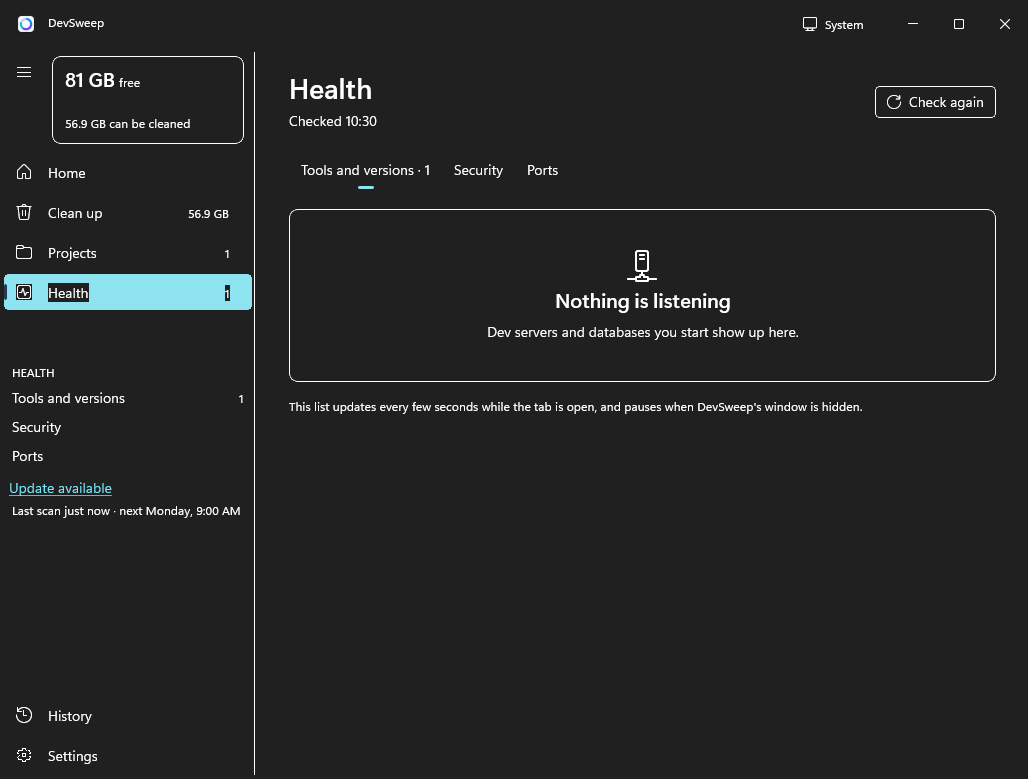 DevSweep
System
81 GB free
56.9 GB can be cleaned
Home
Clean up 56.9 GB
Projects 1
Health 1
HEALTH
Tools and versions 1
Security
Ports
Update available
Last scan just now · next Monday, 9:00 AM
History
Settings
Health
Checked 10:30
Check again
Tools and versions · 1 Security Ports
Nothing is listening
Dev servers and databases you start show up here.
This list updates every few seconds while the tab is open, and pauses when DevSweep's window is hidden.